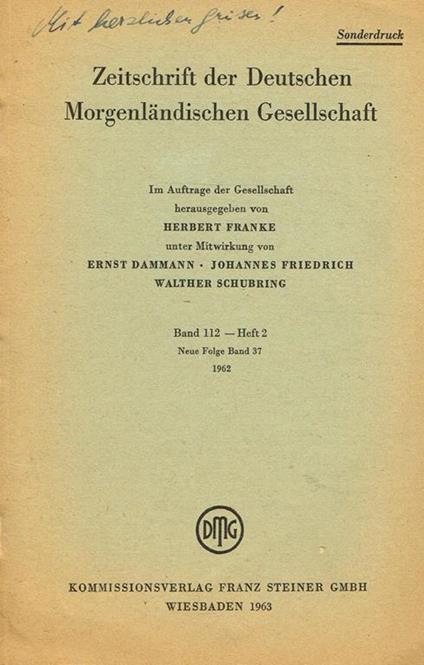 Mit herzlichen Grüßen!
Sonderdruck
Zeitschrift der Deutschen
Morgenländischen Gesellschaft
Im Auftrage der Gesellschaft
herausgegeben von
HERBERT FRANKE
unter Mitwirkung von
ERNST DAMMANN · JOHANNES FRIEDRICH
WALTHER SCHUBRING
Band 112 — Heft 2
Neue Folge Band 37
1962
DMG
KOMMISSIONSVERLAG FRANZ STEINER GMBH
WIESBADEN 1963